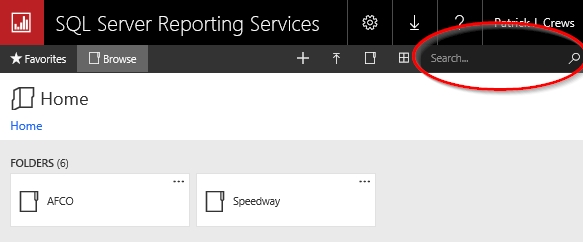 SQL Server Reporting Services
?
Patrick J. Crews
Favorites
Browse
Search...
Home
Home
FOLDERS (6)
AFCO
Speedway